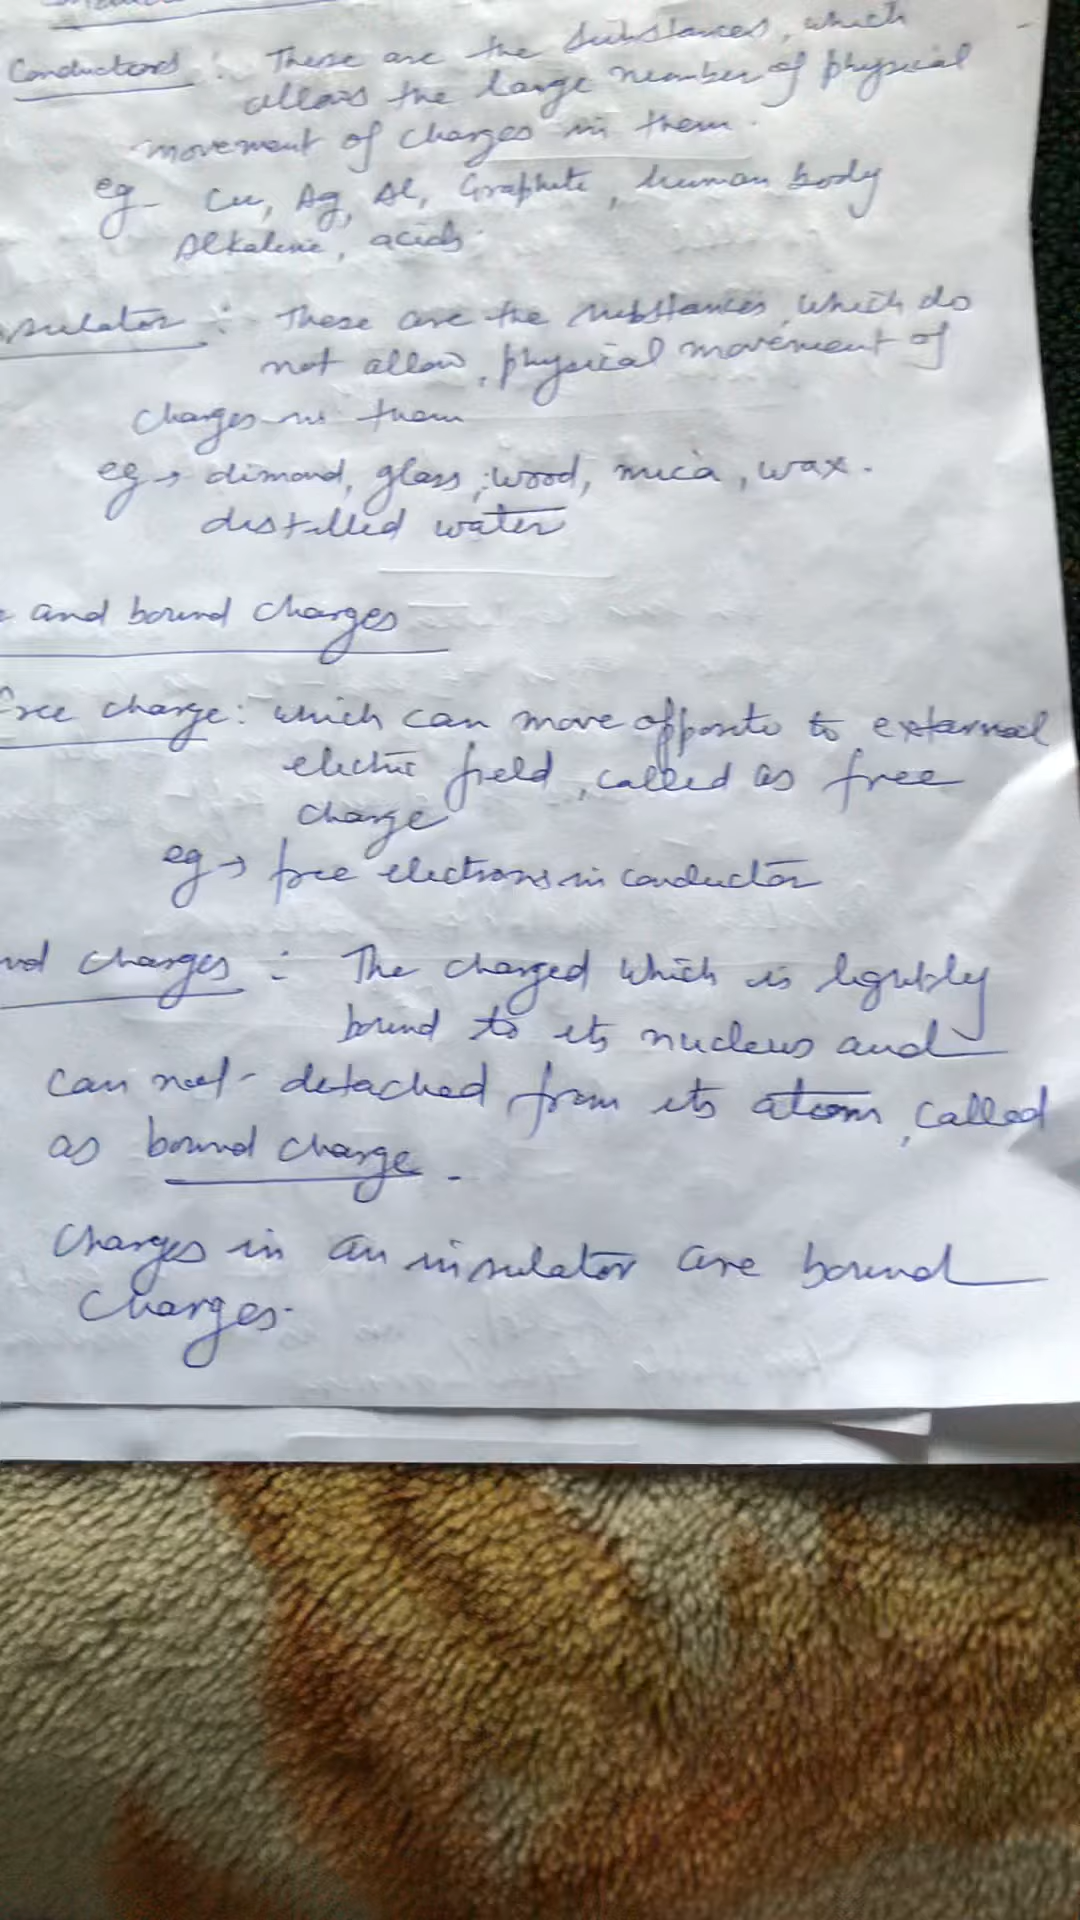 Conductors : These are the substances, which
allows the large number of physical
movement of charges in them.
eg - Cu, Ag, Al, Graphite, human body
Alkaline, acids.
nsulator : These are the substances, which do
not allow, physical movement of
charges in them
eg → dimond, glass, wood, mica, wax.
distilled water
e and bound charges
free charge : which can move opposite to external
electric field, called as free
charge
eg → free electrons in conductor
nd charges : The charged which is
bound to its nucleus and
can not detached from its atom, called
as bound charge.
Charges in an insulator are bound
charges.